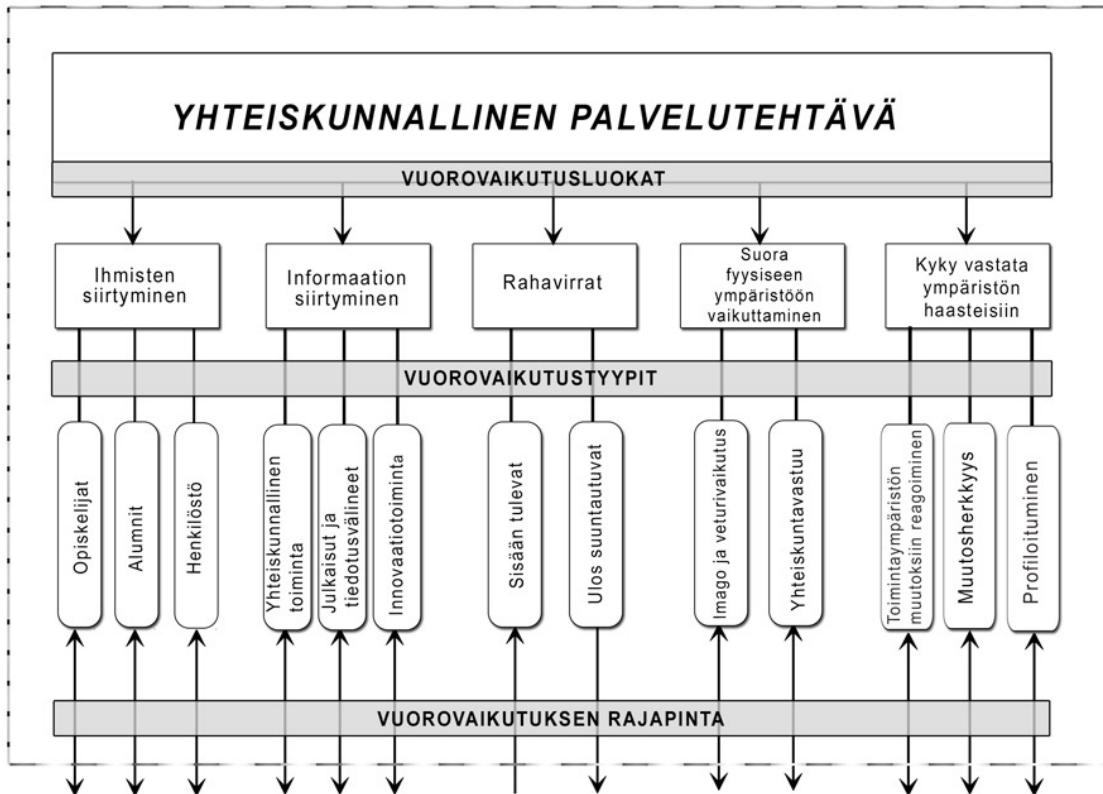 YHTEISKUNNALLINEN PALVELUTEHTÄVÄ
VUOROVAIKUTUSLUOKAT
Ihmisten
siirtyminen
Informaation
siirtyminen
Rahavirrat
Suora
fyysiseen
ympäristöön
vaikuttaminen
Kyky vastata
ympäristön
haasteisiin
VUOROVAIKUTUSTYYPIT
Opiskelijat
Alumnit
Henkilöstö
Yhteiskunnallinen
toiminta
Julkaisut ja
tiedotusvälineet
Innovaatiotoiminta
Sisään tulevat
Ulos suuntautuvat
Imago ja veturivaikutus
Yhteiskuntavastuu
Toimintaympäristön
muutoksiin reagoiminen
Muutosherkkyys
Profiloituminen
VUOROVAIKUTUKSEN RAJAPINTA